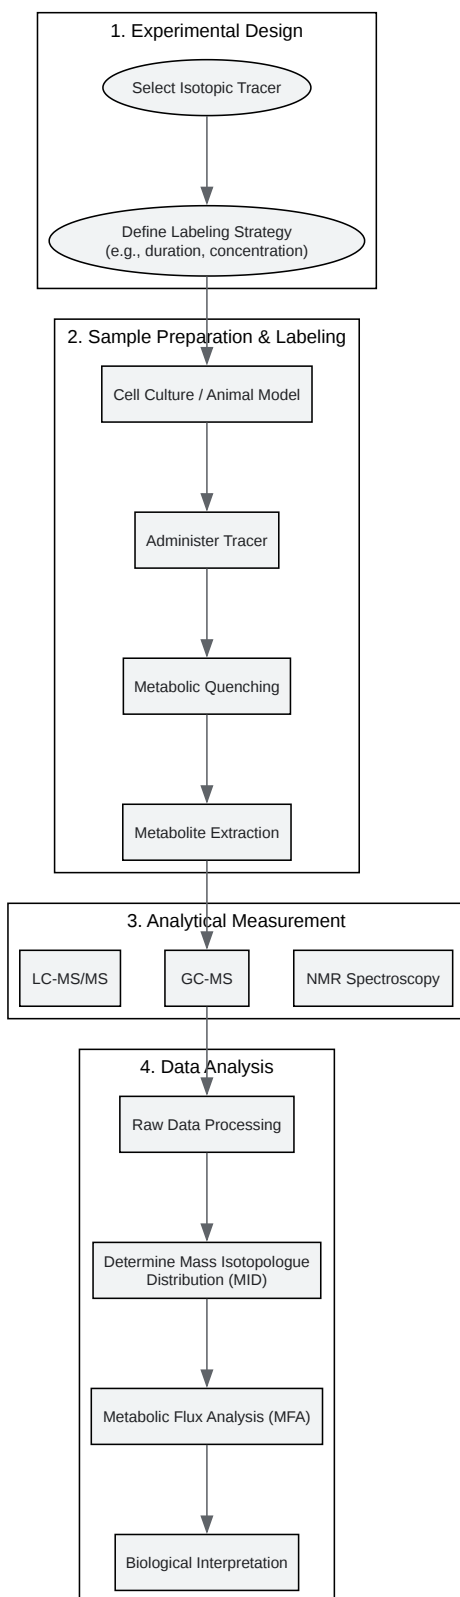 1. Experimental Design
Select Isotopic Tracer
Define Labeling Strategy
(e.g., duration, concentration)
2. Sample Preparation & Labeling
Cell Culture / Animal Model
Administer Tracer
Metabolic Quenching
Metabolite Extraction
3. Analytical Measurement
LC-MS/MS
GC-MS
NMR Spectroscopy
4. Data Analysis
Raw Data Processing
Determine Mass Isotopologue
Distribution (MID)
Metabolic Flux Analysis (MFA)
Biological Interpretation